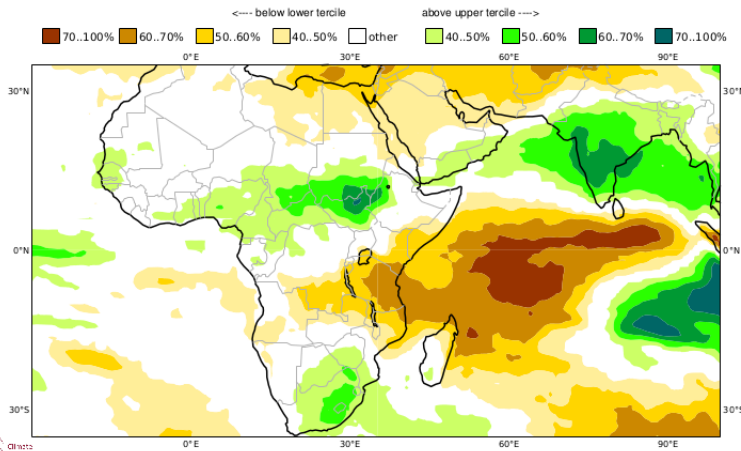 <---- below lower tercile above upper tercile ---->
70..100% 60..70% 50..60% 40..50% other 40..50% 50..60% 60..70% 70..100%
0°E 30°E 60°E 90°E
30°N 30°N
0°N 0°N
30°S 30°S
Climate
0°E 30°E 60°E 90°E